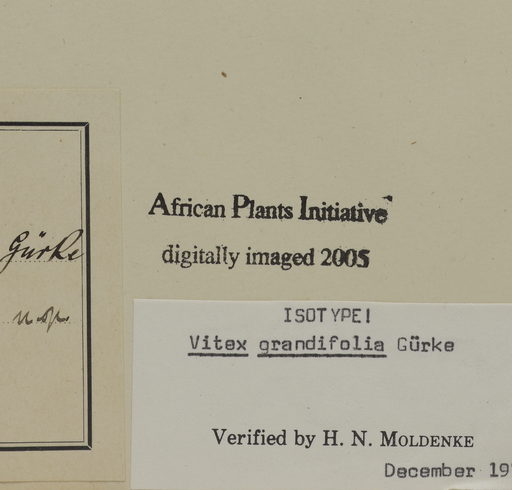 Gürke
African Plants Initiative
digitally imaged 2005
ISOTYPE!
Vitex grandifolia Gürke
Verified by H. N. MOLDENKE
December 19